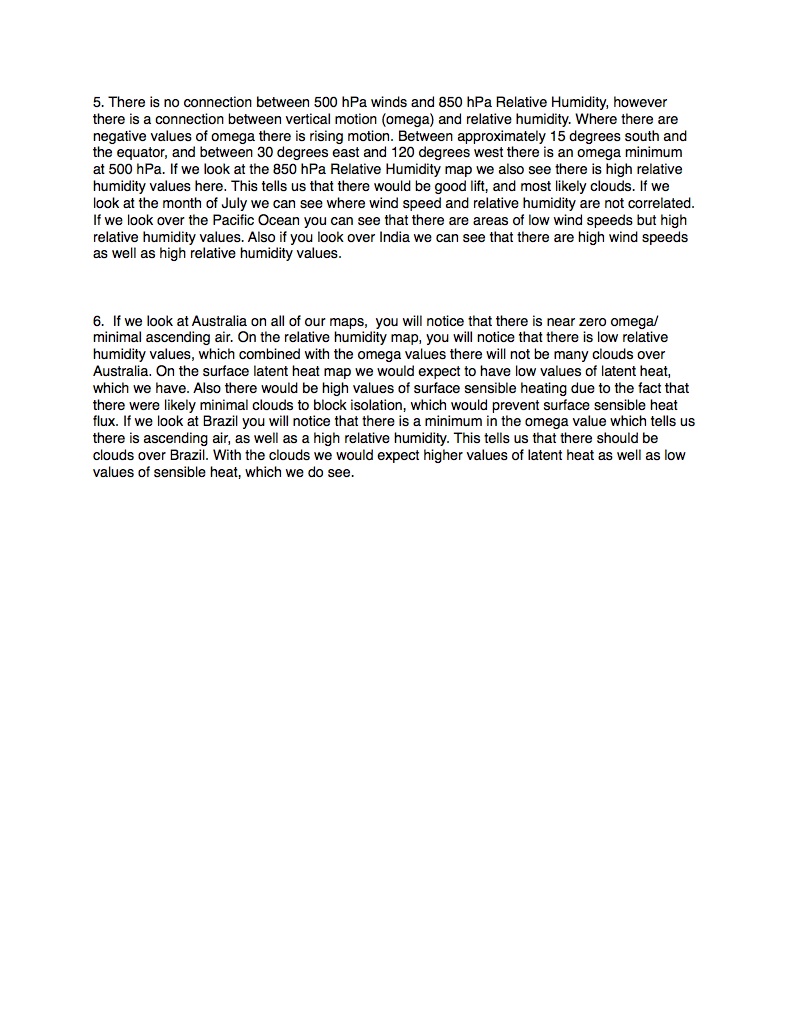 5. There is no connection between 500 hPa winds and 850 hPa Relative Humidity, however
there is a connection between vertical motion (omega) and relative humidity. Where there are
negative values of omega there is rising motion. Between approximately 15 degrees south and
the equator, and between 30 degrees east and 120 degrees west there is an omega minimum
at 500 hPa. If we look at the 850 hPa Relative Humidity map we also see there is high relative
humidity values here. This tells us that there would be good lift, and most likely clouds. If we
look at the month of July we can see where wind speed and relative humidity are not correlated.
If we look over the Pacific Ocean you can see that there are areas of low wind speeds but high
relative humidity values. Also if you look over India we can see that there are high wind speeds
as well as high relative humidity values.
6. If we look at Australia on all of our maps, you will notice that there is near zero omega/
minimal ascending air. On the relative humidity map, you will notice that there is low relative
humidity values, which combined with the omega values there will not be many clouds over
Australia. On the surface latent heat map we would expect to have low values of latent heat,
which we have. Also there would be high values of surface sensible heating due to the fact that
there were likely minimal clouds to block isolation, which would prevent surface sensible heat
flux. If we look at Brazil you will notice that there is a minimum in the omega value which tells us
there is ascending air, as well as a high relative humidity. This tells us that there should be
clouds over Brazil. With the clouds we would expect higher values of latent heat as well as low
values of sensible heat, which we do see.